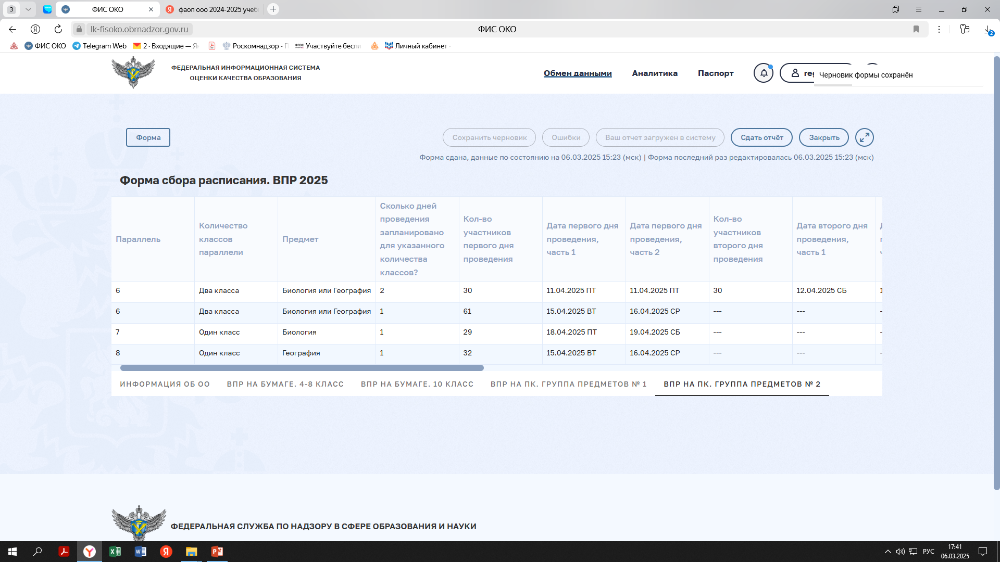 3
ФИС ОКО
фаоп ооо 2024-2025 учеб
lk-fisoko.obrnadzor.gov.ru
ФИС ОКО
2
ФИС ОКО
Telegram Web
2 · Входящие — Я
Роскомнадзор - П
Участвуйте бесп
Личный кабинет
ФЕДЕРАЛЬНАЯ ИНФОРМАЦИОННАЯ СИСТЕМА
ОЦЕНКИ КАЧЕСТВА ОБРАЗОВАНИЯ
Обмен данными
Аналитика
Паспорт
reg
Черновик формы сохранён
Форма
Сохранить черновик
Ошибки
Ваш отчет загружен в систему
Сдать отчёт
Закрыть
Форма сдана, данные по состоянию на 06.03.2025 15:23 (мск) | Форма последний раз редактировалась 06.03.2025 15:23 (мск)
Форма сбора расписания. ВПР 2025
Параллель
Количество
классов
параллели
Предмет
Сколько дней
проведения
запланировано
для указанного
количества
классов?
Кол-во
участников
первого дня
проведения
Дата первого дня
проведения,
часть 1
Дата первого дня
проведения,
часть 2
Кол-во
участников
второго дня
проведения
Дата второго дня
проведения,
часть 1
6 Два класса Биология или География 2 30 11.04.2025 ПТ 11.04.2025 ПТ 30 12.04.2025 СБ 1
6 Два класса Биология или География 1 61 15.04.2025 ВТ 16.04.2025 СР --- --- -
7 Один класс Биология 1 29 18.04.2025 ПТ 19.04.2025 СБ --- --- -
8 Один класс География 1 32 15.04.2025 ВТ 16.04.2025 СР --- --- -
ИНФОРМАЦИЯ ОБ ОО
ВПР НА БУМАГЕ. 4-8 КЛАСС
ВПР НА БУМАГЕ. 10 КЛАСС
ВПР НА ПК. ГРУППА ПРЕДМЕТОВ № 1
ВПР НА ПК. ГРУППА ПРЕДМЕТОВ № 2
ФЕДЕРАЛЬНАЯ СЛУЖБА ПО НАДЗОРУ В СФЕРЕ ОБРАЗОВАНИЯ И НАУКИ
РУС
17:41
06.03.2025